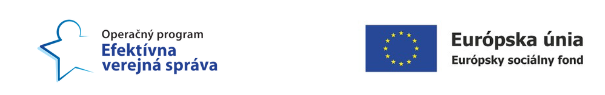 Operačný program
Efektívna
verejná správa
Európska únia
Európsky sociálny fond